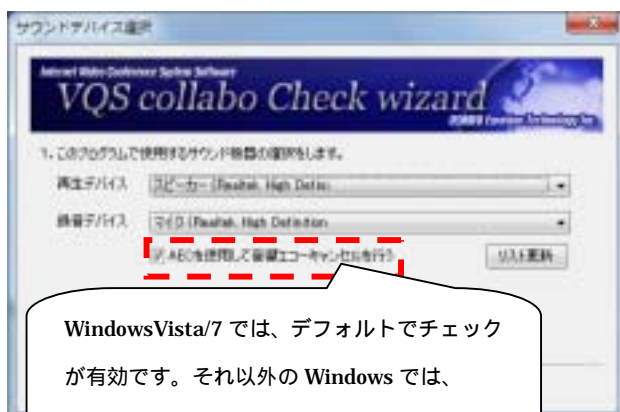 サウンドデバイス選択
Internet Video Conference System Software
VQS collabo Check wizard
1. このプログラムで使用するサウンド機器の選択をします。
再生デバイス スピーカー (Realtek High Defini
録音デバイス マイク (Realtek High Definition
AECを使用して音響エコーキャンセルを行う リスト更新
WindowsVista/7 では、デフォルトでチェック
が有効です。それ以外の Windows では、